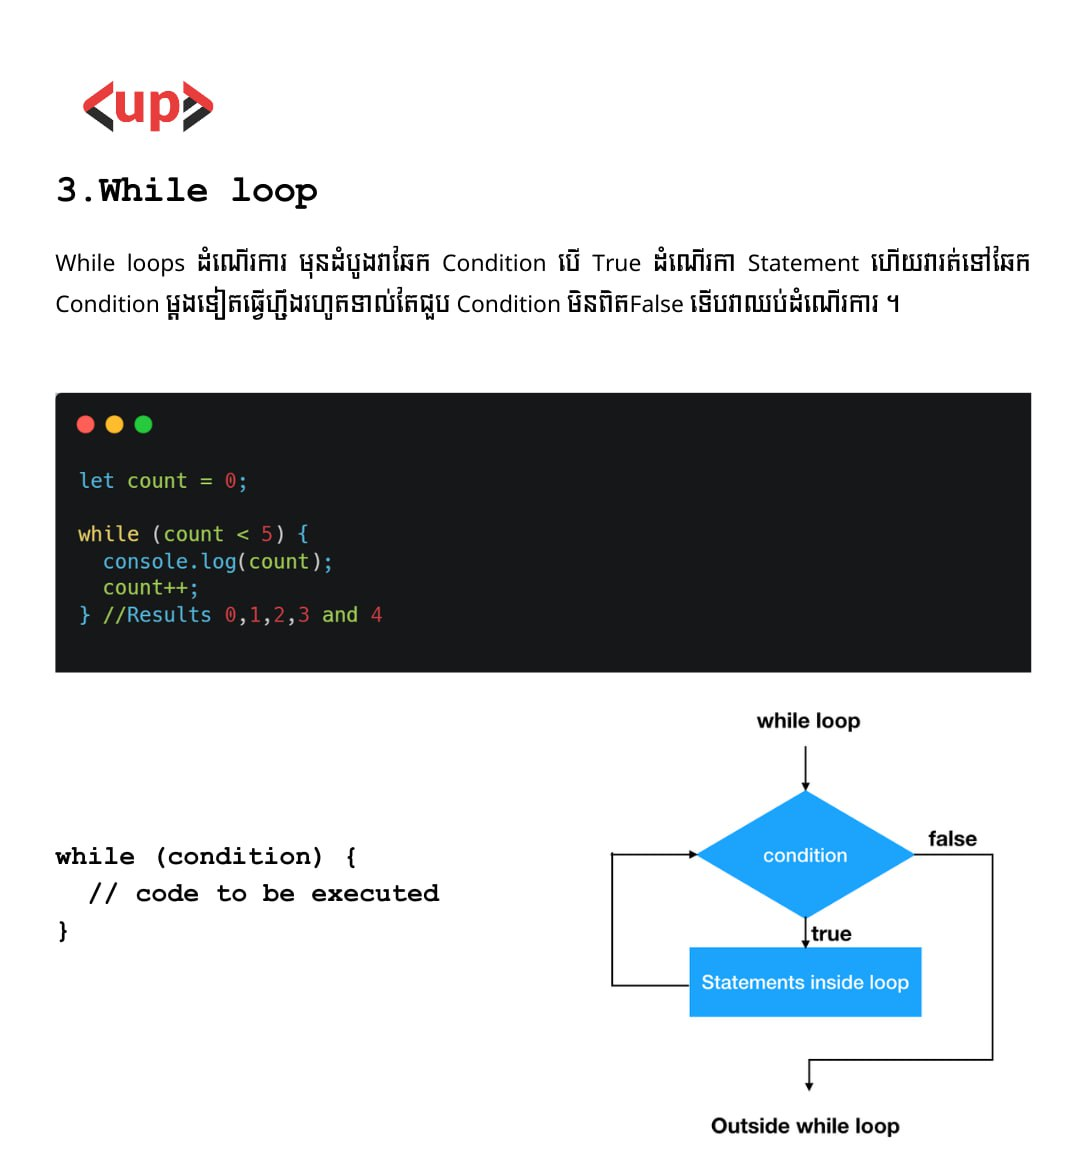 <up>
3.While loop
While loops ដំណើរការ មុនដំបូងវាឆែក Condition បើ True ដំណើរកា Statement ហើយវារត់ទៅឆែក
Condition ម្ដងទៀតធ្វើហ្នឹងរហូតទាល់តែជួប Condition មិនពិតFalse ទើបវាឈប់ដំណើរការ ។
let count = 0;
while (count < 5) {
console.log(count);
count++;
} //Results 0,1,2,3 and 4
while (condition) {
// code to be executed
}
while loop
condition
false
true
Statements inside loop
Outside while loop